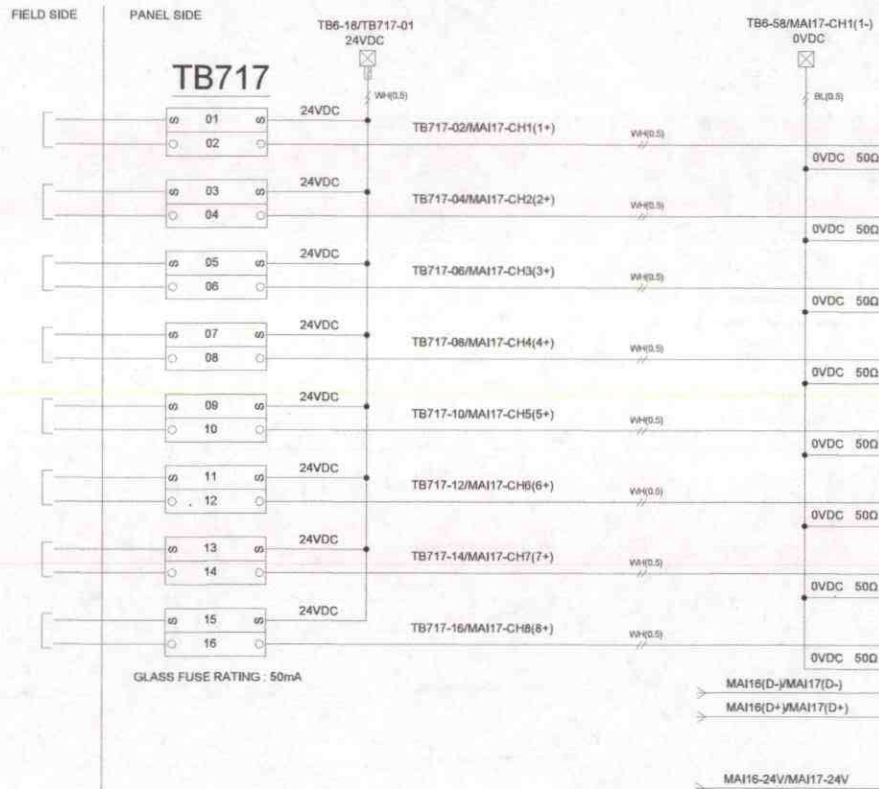 FIELD SIDE
PANEL SIDE
TB6-18/TB717-01
24VDC
TB6-58/MAI17-CH1(1-)
0VDC
TB717
WH(0.5)
BL(0.5)
S 01 S
24VDC
02
TB717-02/MAI17-CH1(1+)
WH(0.5)
0VDC 50Ω
S 03 S
24VDC
04
TB717-04/MAI17-CH2(2+)
WH(0.5)
0VDC 50Ω
S 05 S
24VDC
06
TB717-06/MAI17-CH3(3+)
WH(0.5)
0VDC 50Ω
S 07 S
24VDC
08
TB717-08/MAI17-CH4(4+)
WH(0.5)
0VDC 50Ω
S 09 S
24VDC
10
TB717-10/MAI17-CH5(5+)
WH(0.5)
0VDC 50Ω
S 11 S
24VDC
12
TB717-12/MAI17-CH6(6+)
WH(0.5)
0VDC 50Ω
S 13 S
24VDC
14
TB717-14/MAI17-CH7(7+)
WH(0.5)
0VDC 50Ω
S 15 S
24VDC
16
TB717-16/MAI17-CH8(8+)
WH(0.5)
0VDC 50Ω
GLASS FUSE RATING : 50mA
MAI16(D-)/MAI17(D-)
MAI16(D+)/MAI17(D+)
MAI16-24V/MAI17-24V